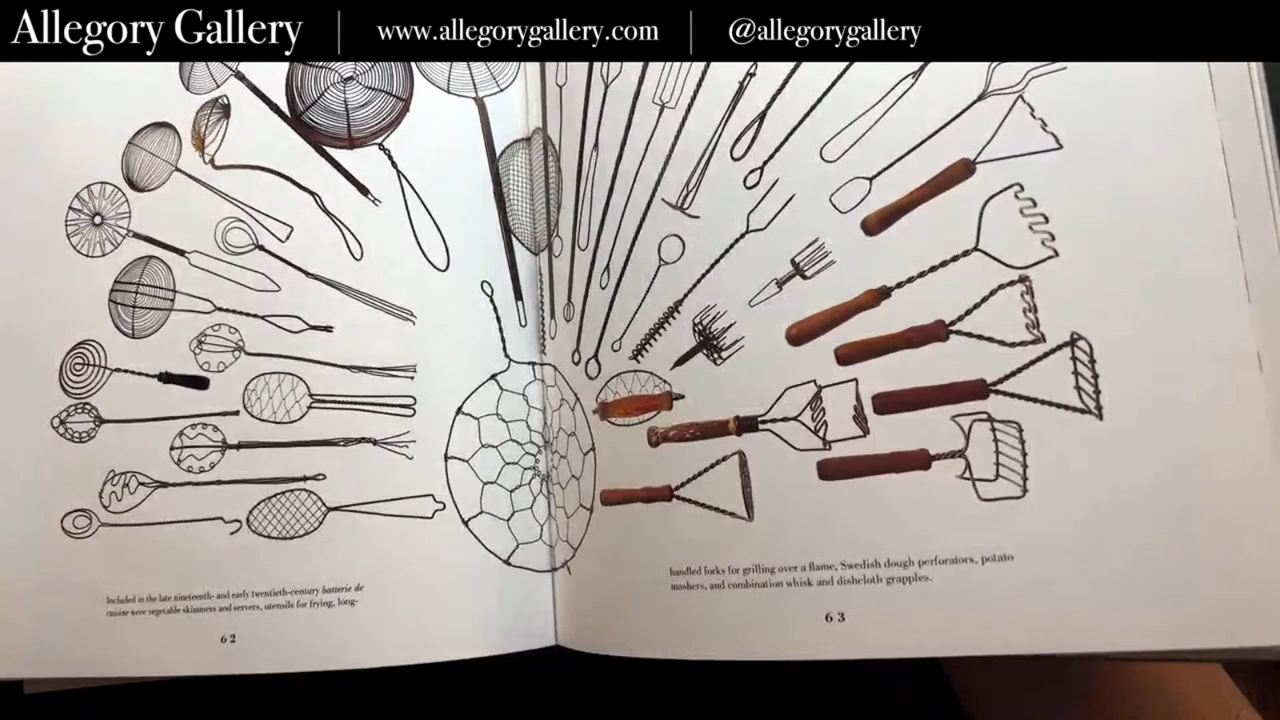 Allegory Gallery
www.allegorygallery.com
@allegorygallery
Included in the late nineteenth- and early twentieth-century batterie de
cuisine were vegetable skimmers and servers, utensils for frying, long-
62
handled forks for grilling over a flame, Swedish dough perforators, potato
mashers, and combination whisk and dishcloth grapples.
63